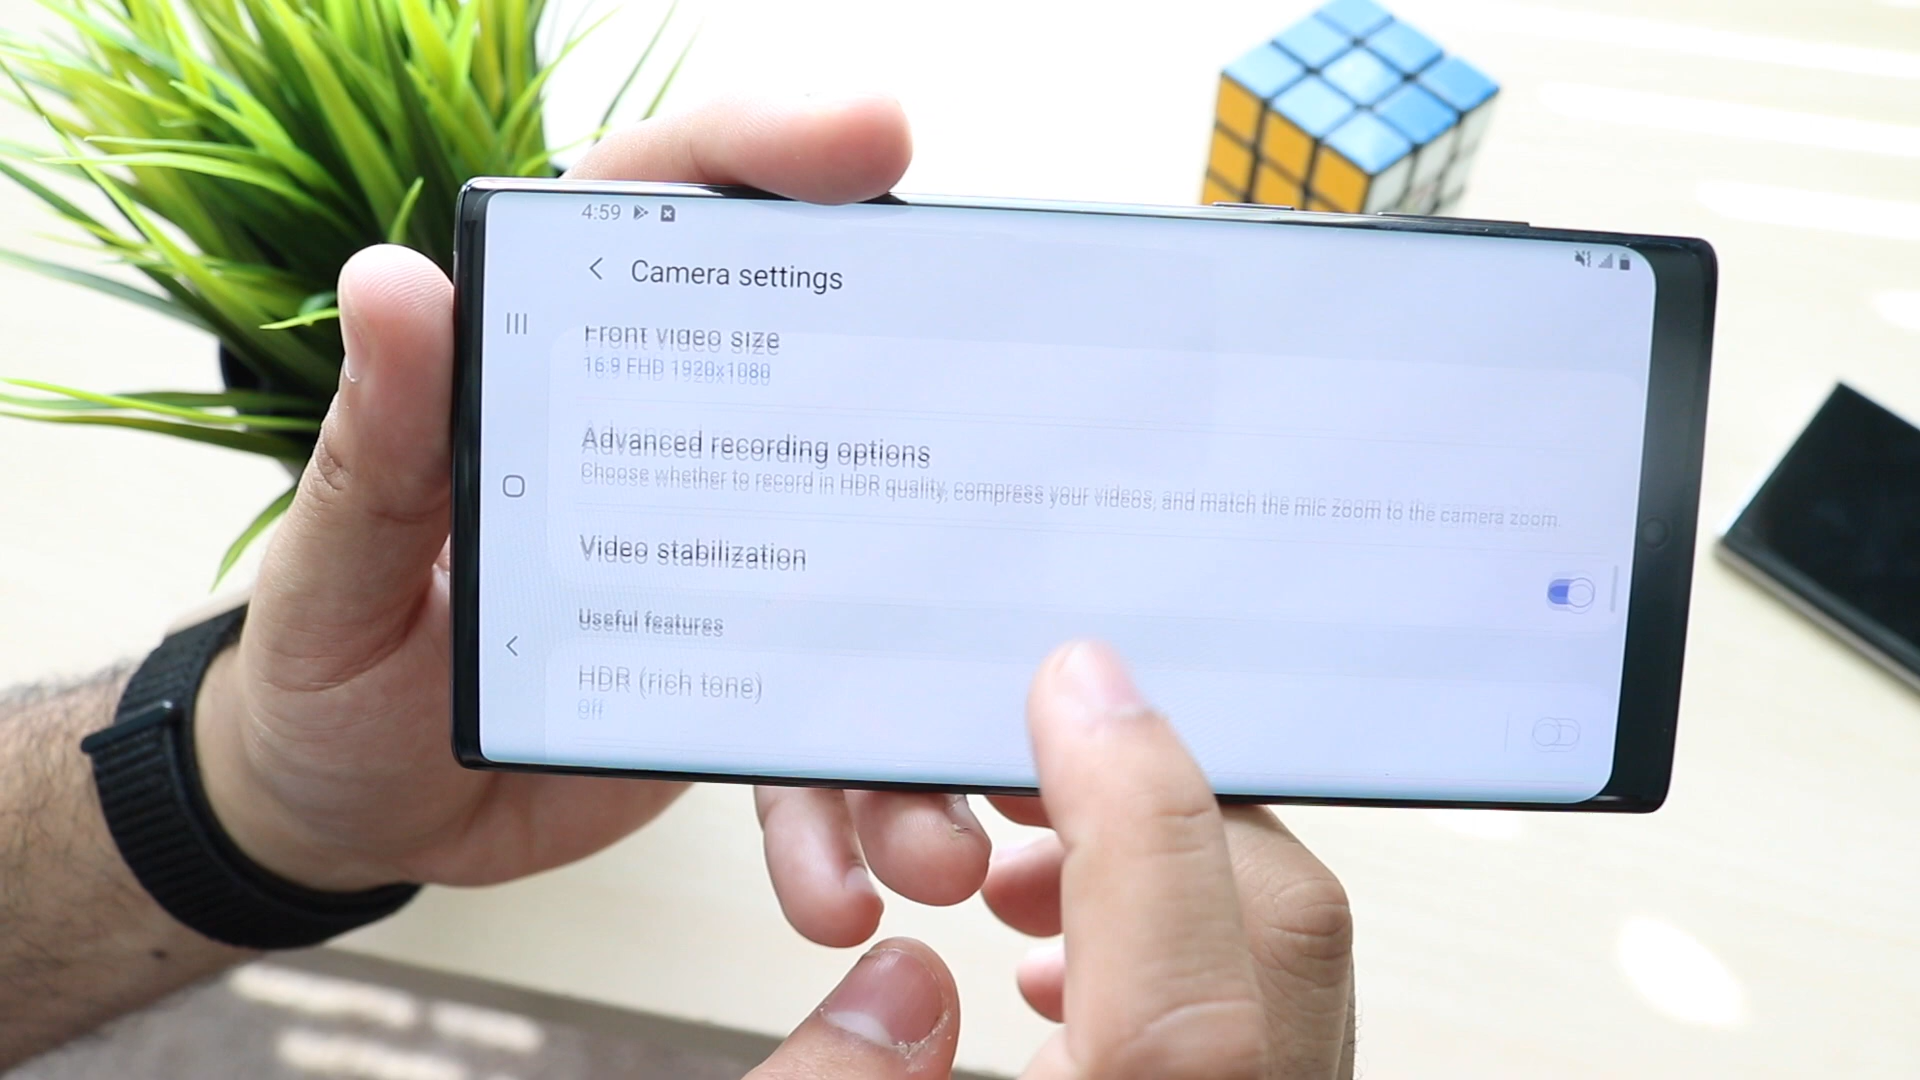 4:59
Camera settings
Front video size
16:9 FHD 1920x1080
Advanced recording options
Choose whether to record in HDR quality, compress your videos, and match the mic zoom to the camera zoom.
Video stabilization
Useful features
HDR (rich tone)
Off